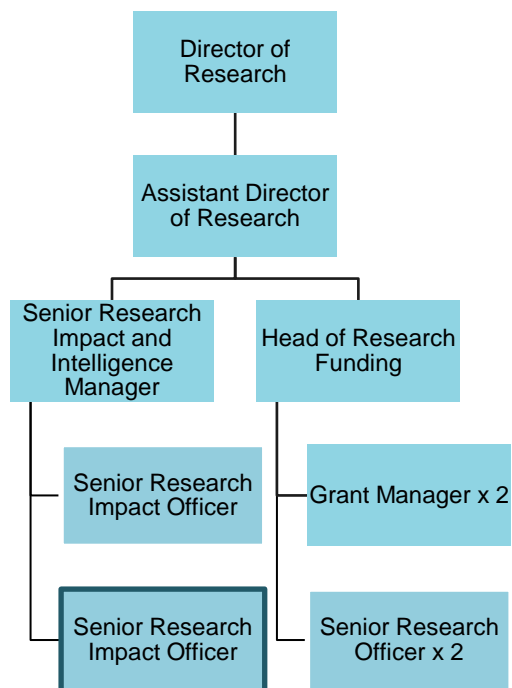 Director of
Research
Assistant Director
of Research
Senior Research
Impact and
Intelligence
Manager
Head of Research
Funding
Senior Research
Impact Officer
Grant Manager x 2
Senior Research
Impact Officer
Senior Research
Officer x 2